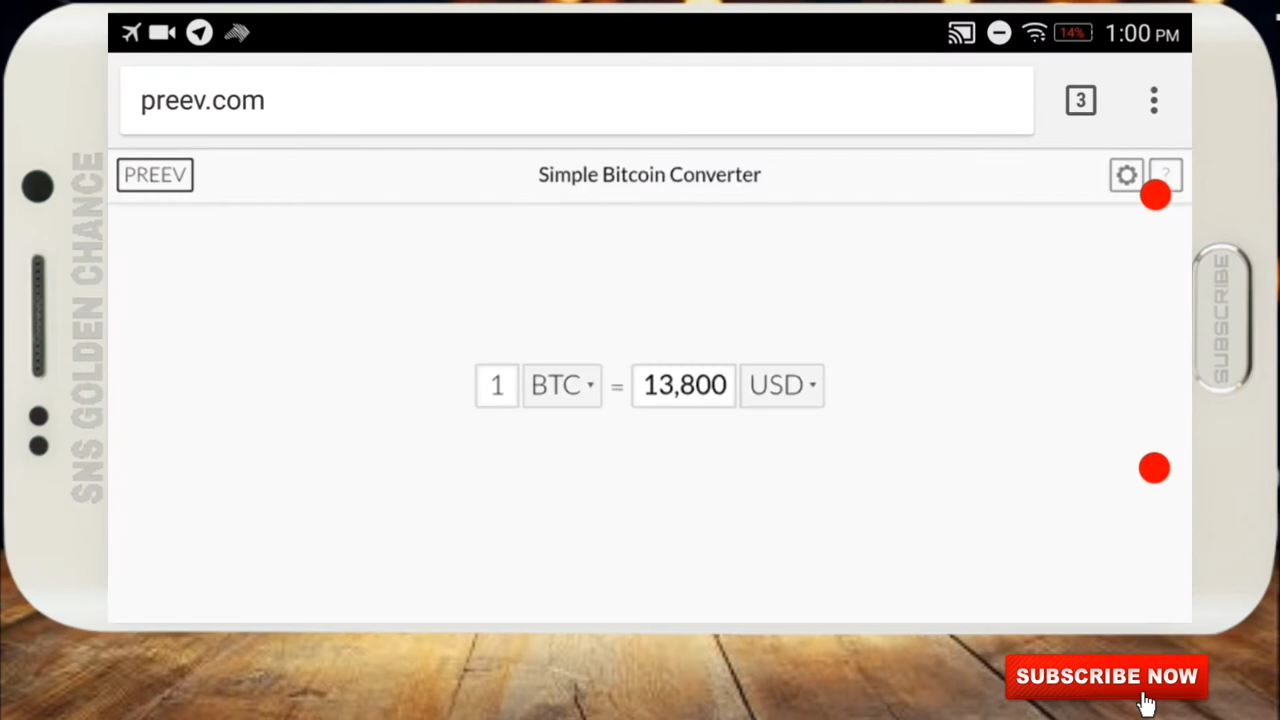 14% 1:00 PM
preev.com
3
PREEV
Simple Bitcoin Converter
?
1 BTC = 13,800 USD
SNS GOLDEN CHANCE
SUBSCRIBE
SUBSCRIBE NOW